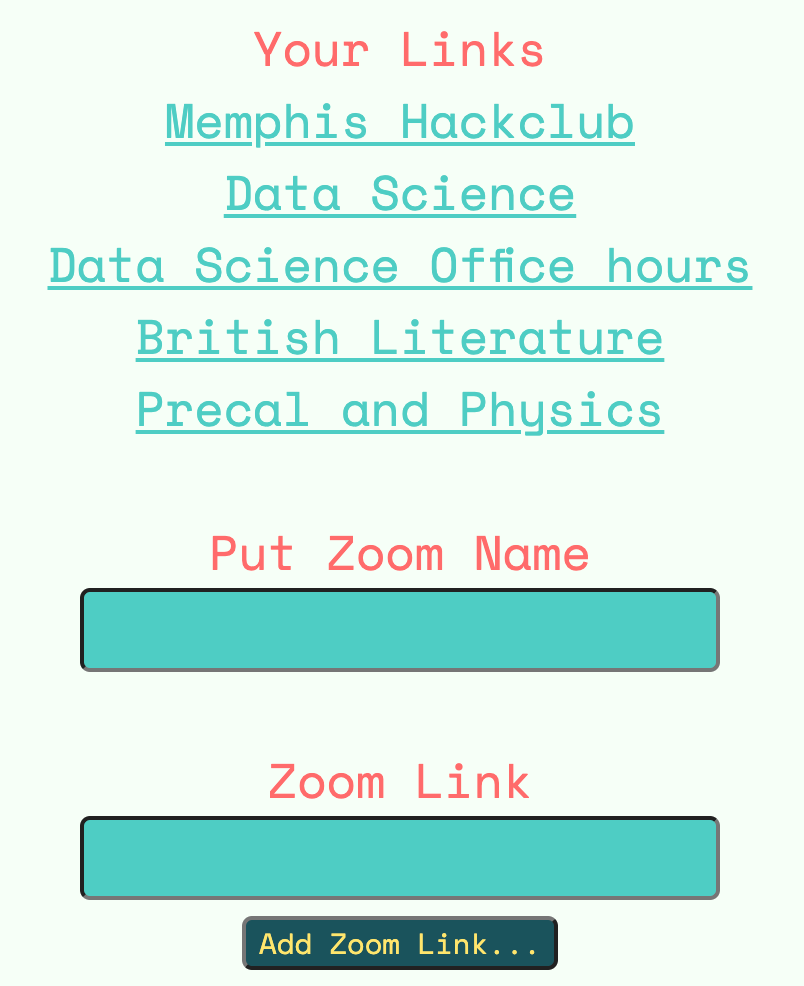 Your Links
Memphis Hackclub
Data Science
Data Science Office hours
British Literature
Precal and Physics
Put Zoom Name
Zoom Link
Add Zoom Link...